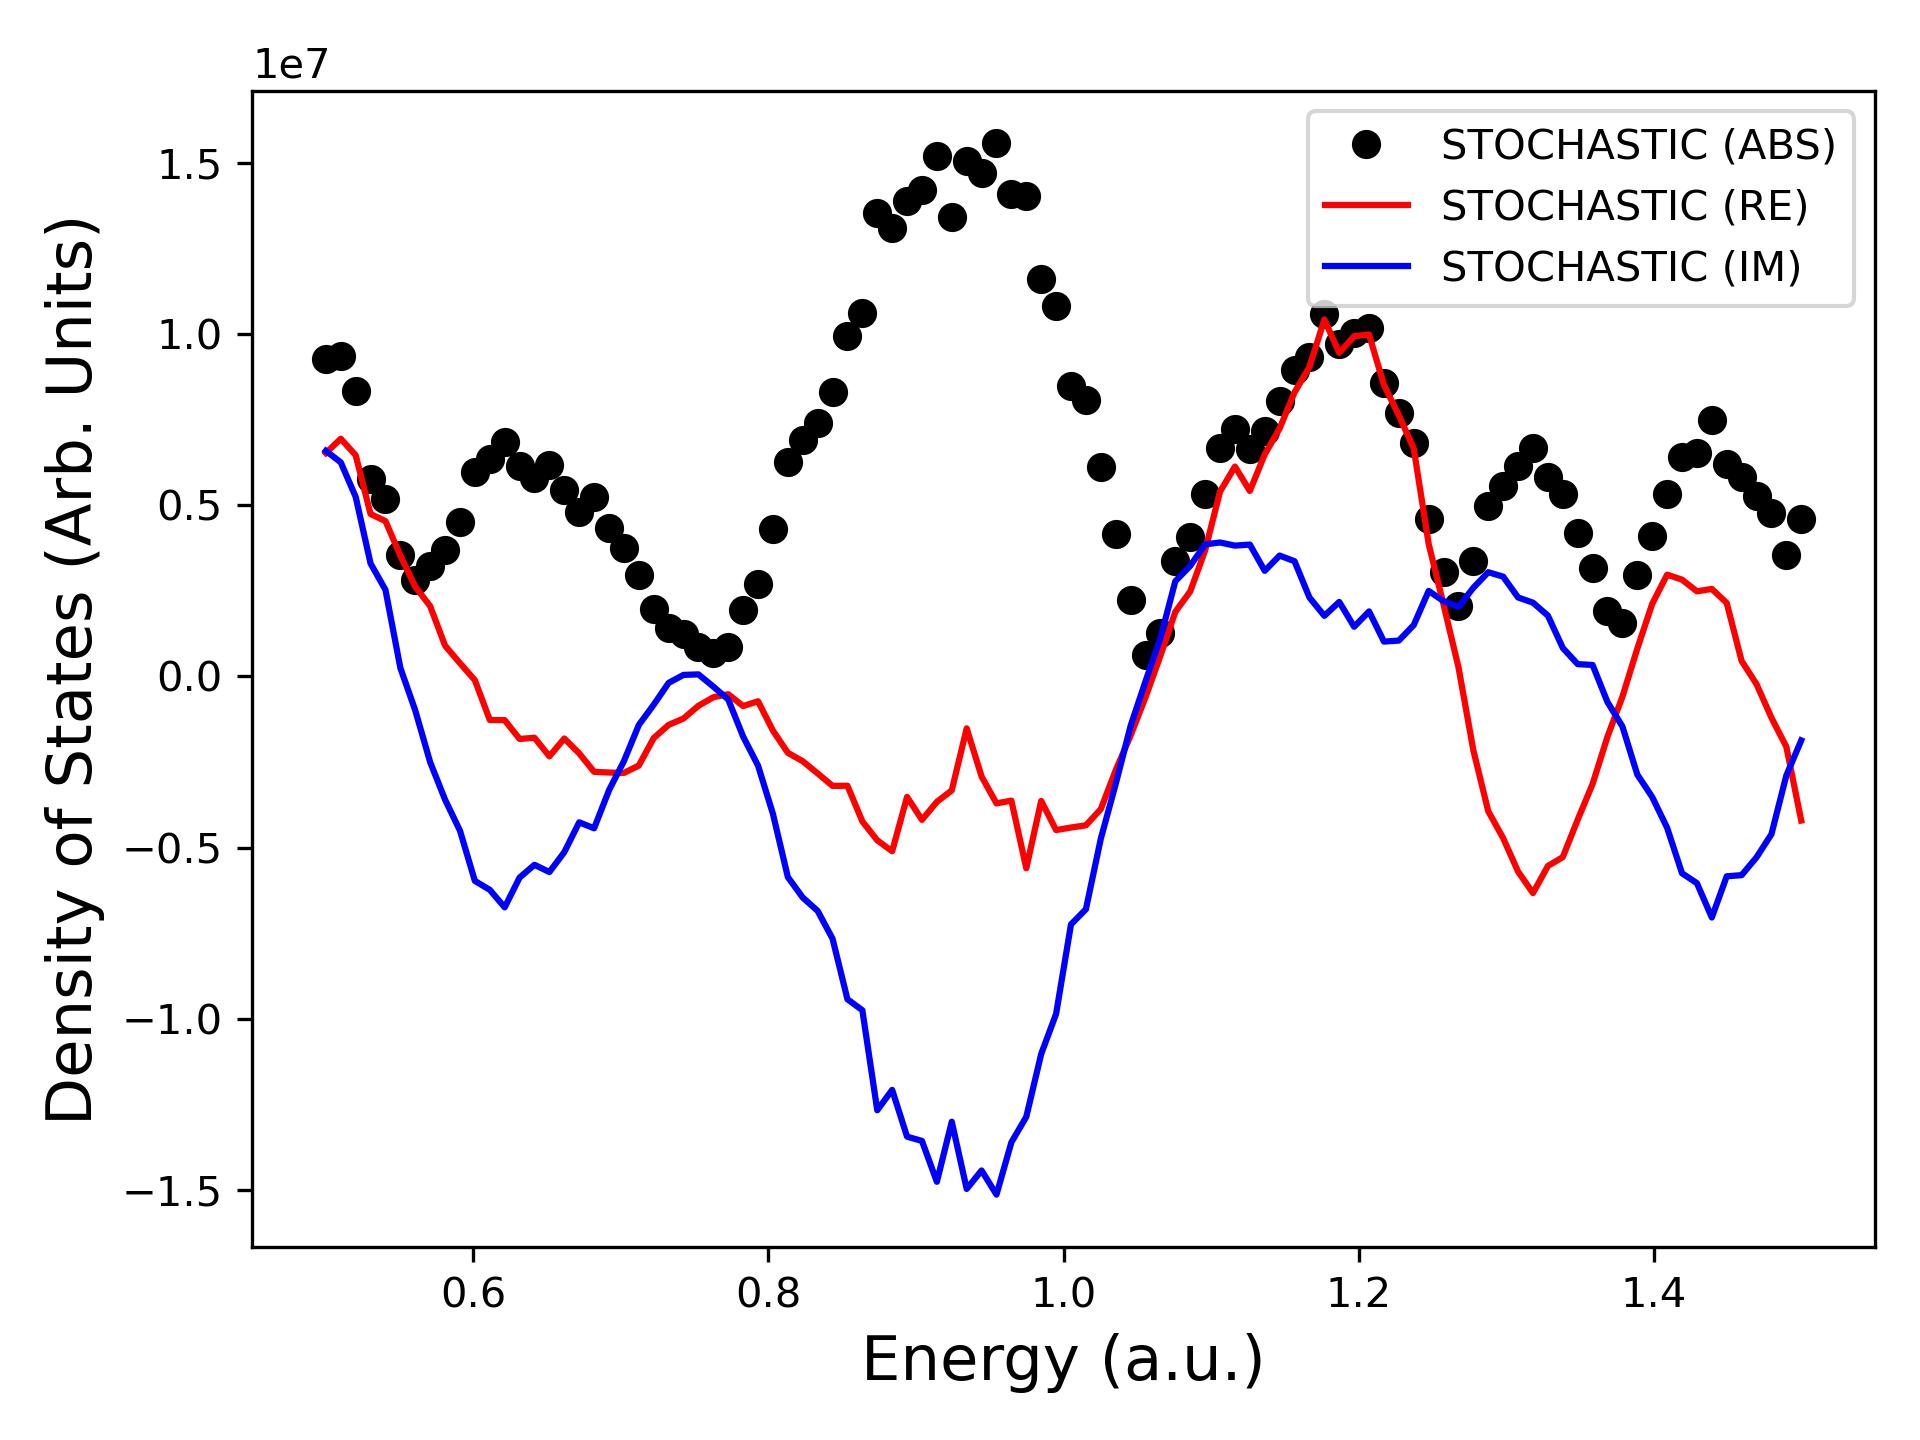 1e7
Density of States (Arb. Units)
1.5
1.0
0.5
0.0
−0.5
−1.0
−1.5
STOCHASTIC (ABS)
STOCHASTIC (RE)
STOCHASTIC (IM)
0.6 0.8 1.0 1.2 1.4
Energy (a.u.)